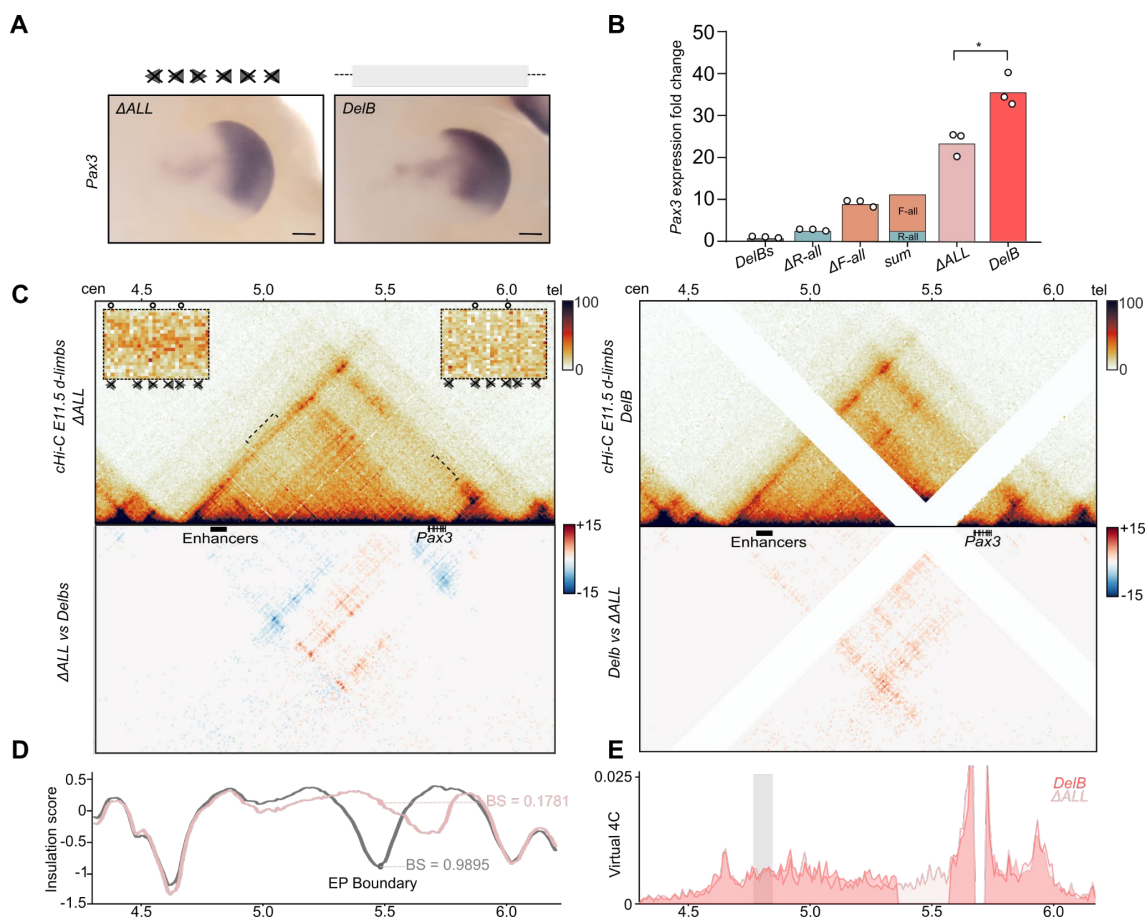 A
ΔALL
DelB
Pax3
B
Pax3 expression fold change
50
40
30
20
10
0
*
F-all
R-all
DelBs
ΔR-all
ΔF-all
sum
ΔALL
DelB
C
cen 4.5 5.0 5.5 6.0 tel
100
0
cHi-C E11.5 d-limbs
ΔALL
Enhancers
Pax3
+15
-15
ΔALL vs Delbs
cen 4.5 5.0 5.5 6.0 tel
100
0
cHi-C E11.5 d-limbs
DelB
Enhancers
Pax3
+15
-15
Delb vs ΔALL
D
Insulation score
0.5
0
-0.5
-1
-1.5
BS = 0.1781
BS = 0.9895
EP Boundary
4.5 5.0 5.5 6.0
E
Virtual 4C
0.025
0
DelB
ΔALL
4.5 5.0 5.5 6.0